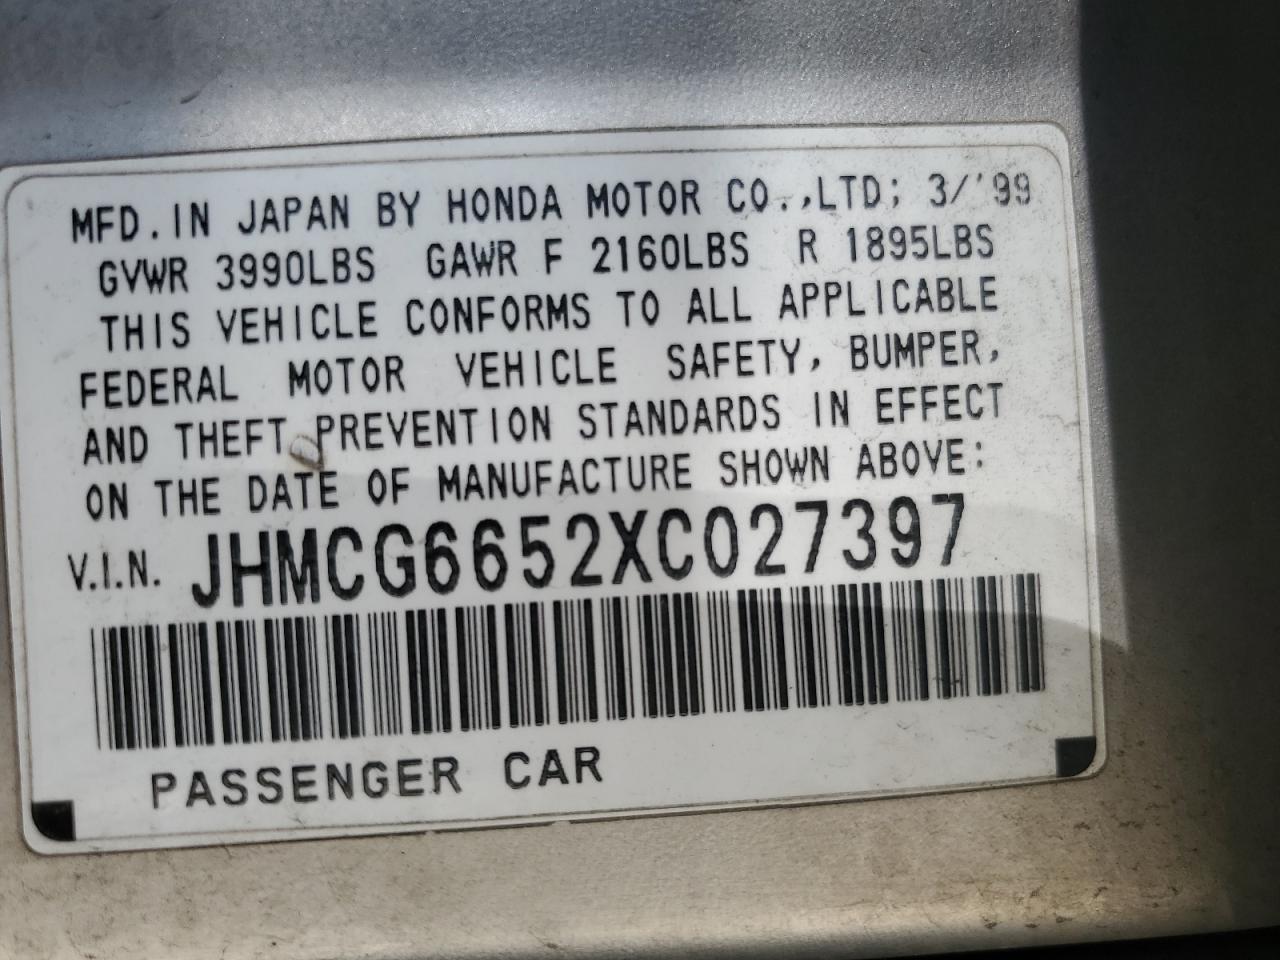 MFD. IN JAPAN BY HONDA MOTOR CO.,LTD; 3/'99
GVWR 3990LBS GAWR F 2160LBS R 1895LBS
THIS VEHICLE CONFORMS TO ALL APPLICABLE
FEDERAL MOTOR VEHICLE SAFETY, BUMPER,
AND THEFT PREVENTION STANDARDS IN EFFECT
ON THE DATE OF MANUFACTURE SHOWN ABOVE:
V.I.N. JHMCG6652XC027397
PASSENGER CAR